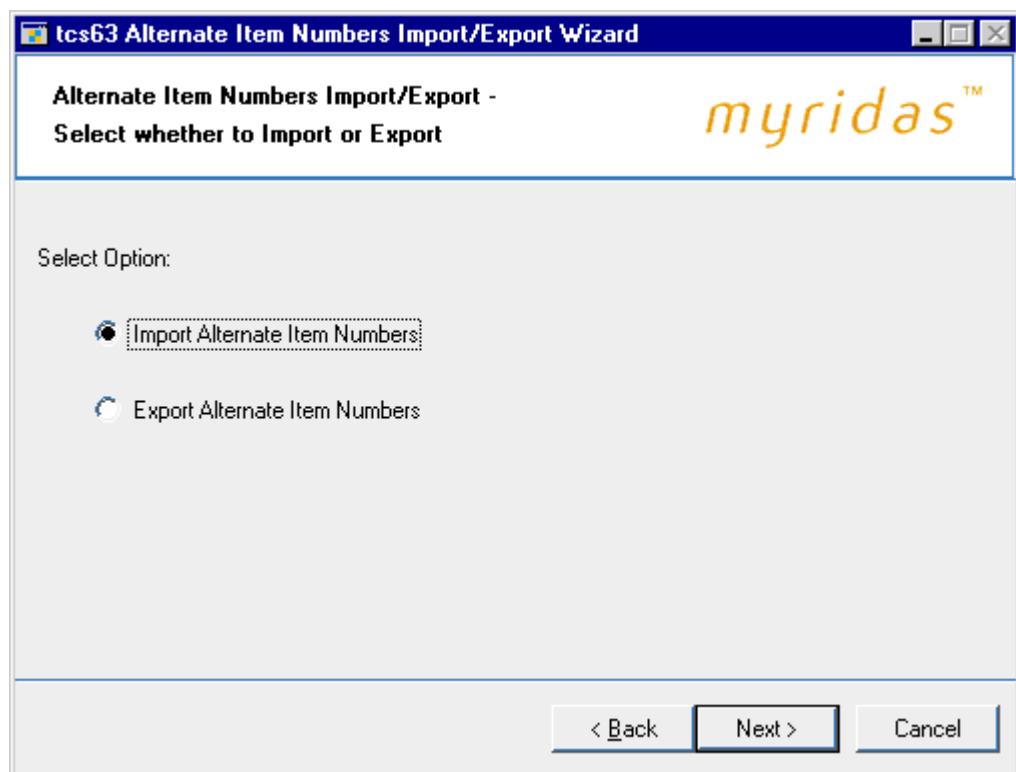 tcs63 Alternate Item Numbers Import/Export Wizard
Alternate Item Numbers Import/Export -
Select whether to Import or Export
myridas™
Select Option:
Import Alternate Item Numbers
Export Alternate Item Numbers
< Back
Next >
Cancel